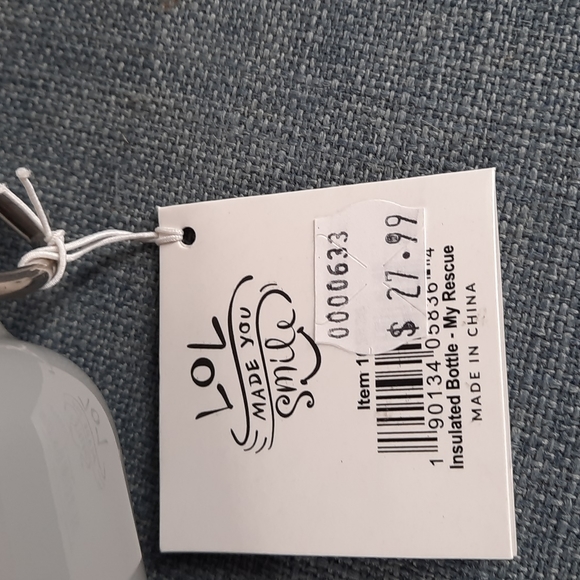 LOL
MADE YOU
Smile
0000633
$ 27.99
Item
1 90134 05836 4
Insulated Bottle - My Rescue
MADE IN CHINA